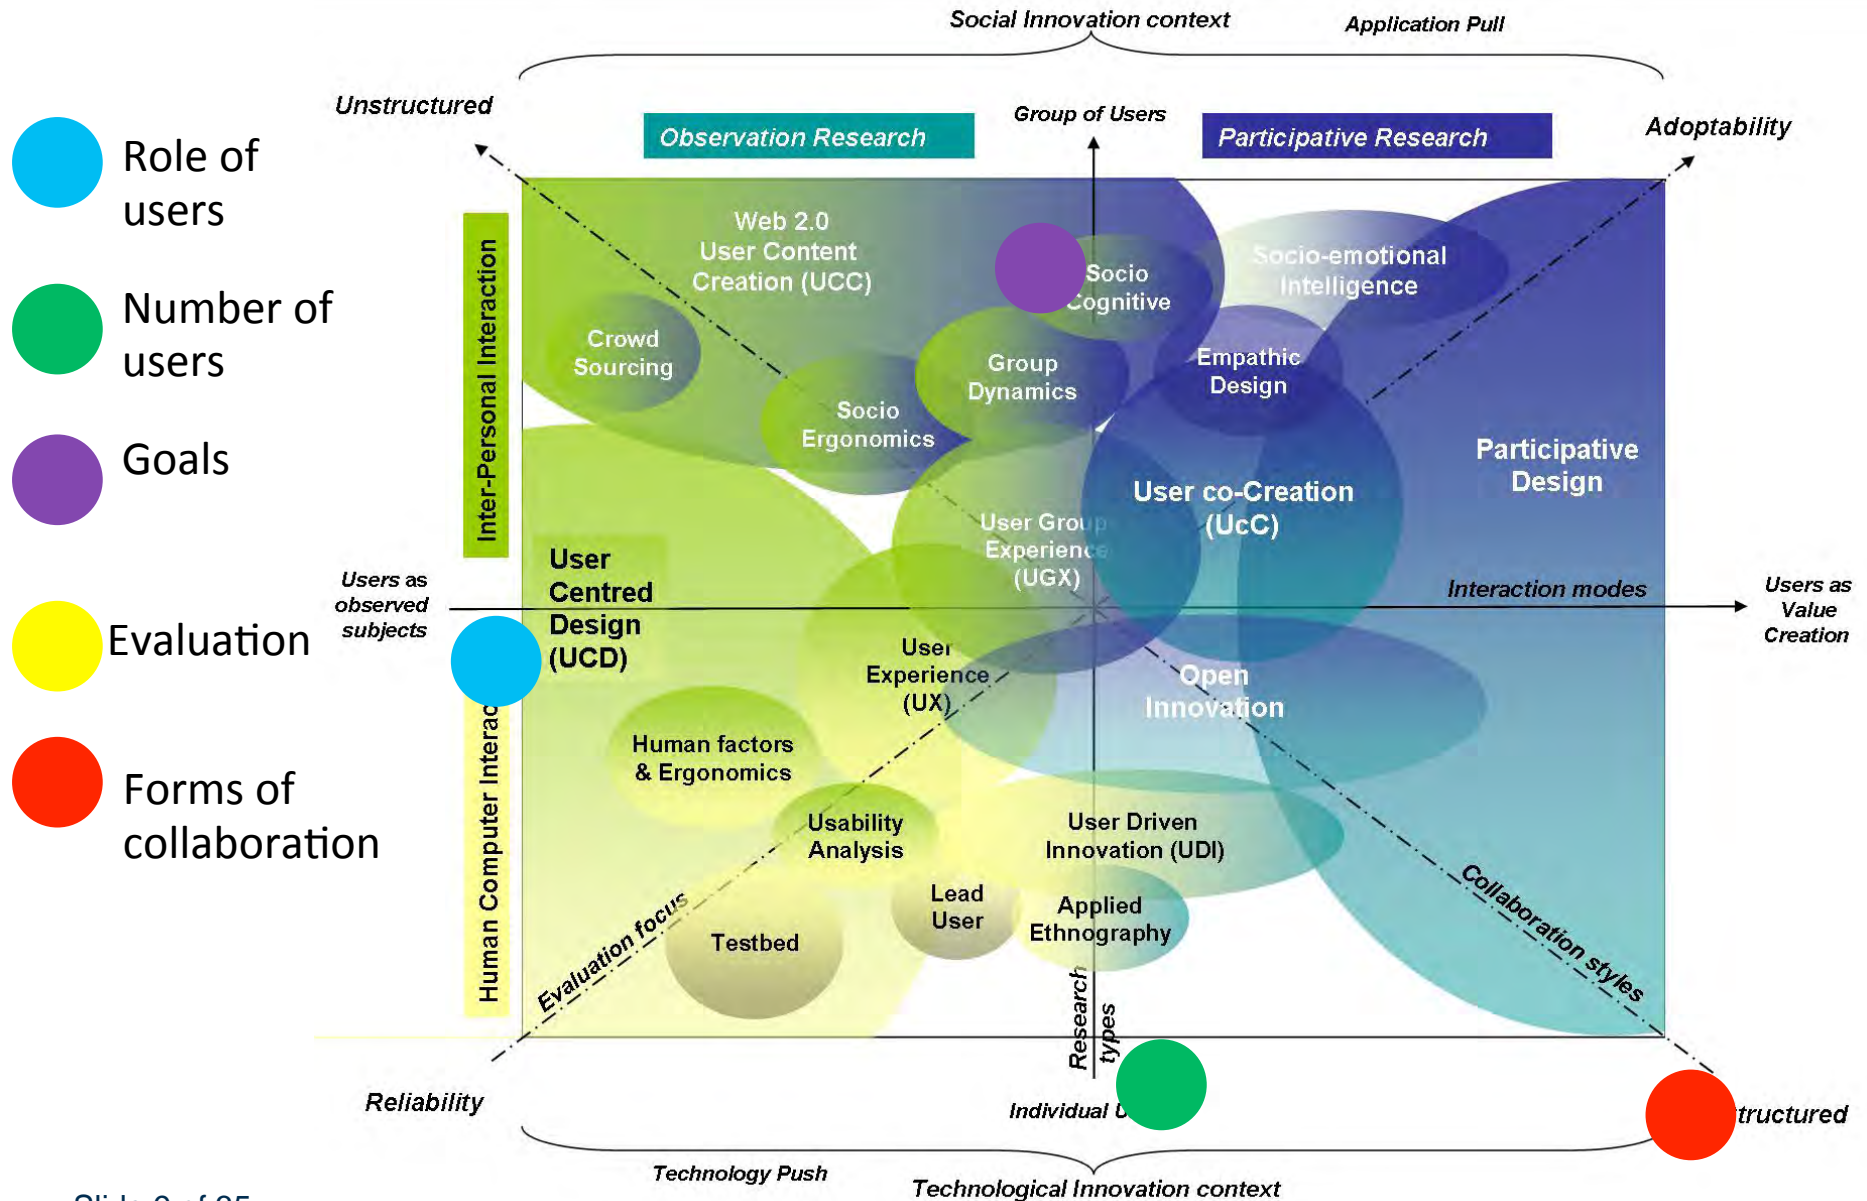 Social Innovation context
Application Pull
Unstructured
Group of Users
Adoptability
Observation Research
Participative Research
Role of
users
Number of
users
Goals
Evaluation
Forms of
collaboration
Inter-Personal Interaction
Web 2.0
User Content
Creation (UCC)
Socio
Cognitive
Socio-emotional
Intelligence
Crowd
Sourcing
Group
Dynamics
Empathic
Design
Socio
Ergonomics
Participative
Design
User co-Creation
(UcC)
User Group
Experience
(UGX)
User
Centred
Design
(UCD)
Users as
observed
subjects
Interaction modes
Users as
Value
Creation
User
Experience
(UX)
Open
Innovation
Human Computer Interac
Human factors
& Ergonomics
Usability
Analysis
User Driven
Innovation (UDI)
Lead
User
Applied
Ethnography
Testbed
Evaluation focus
Collaboration styles
Research
types
Reliability
Individual U
tructured
Technology Push
Technological Innovation context